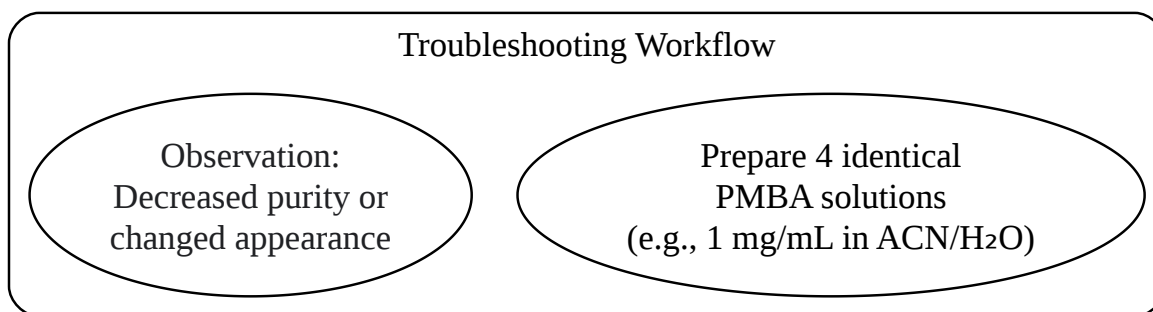 Troubleshooting Workflow
Observation:
Decreased purity or
changed appearance
Prepare 4 identical
PMBA solutions
(e.g., 1 mg/mL in ACN/H₂O)